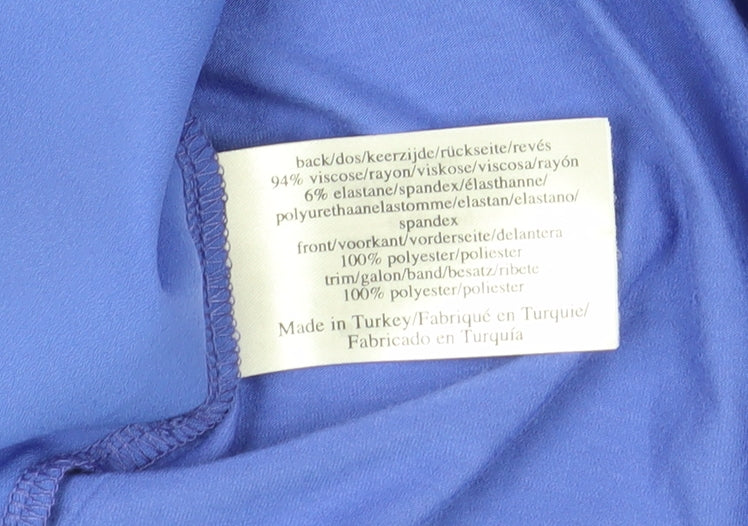 back/dos/keerzijde/rückseite/revés
94% viscose/rayon/viskose/viscosa/rayón
6% elastane/spandex/élasthanne/
polyurethaanelastomme/elastan/elastano/
spandex
front/voorkant/vorderseite/delantera
100% polyester/poliester
trim/galon/band/besatz/ribete
100% polyester/poliester
Made in Turkey/Fabriqué en Turquie/
Fabricado en Turquía